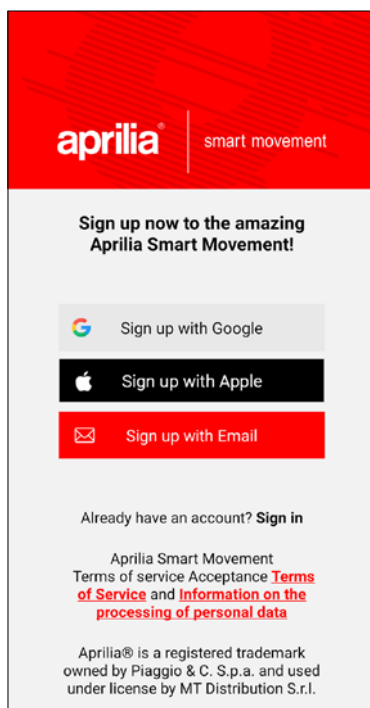 aprilia® smart movement
Sign up now to the amazing
Aprilia Smart Movement!
Sign up with Google
Sign up with Apple
Sign up with Email
Already have an account? Sign in
Aprilia Smart Movement
Terms of service Acceptance Terms
of Service and Information on the
processing of personal data
Aprilia® is a registered trademark
owned by Piaggio & C. S.p.a. and used
under license by MT Distribution S.r.l.